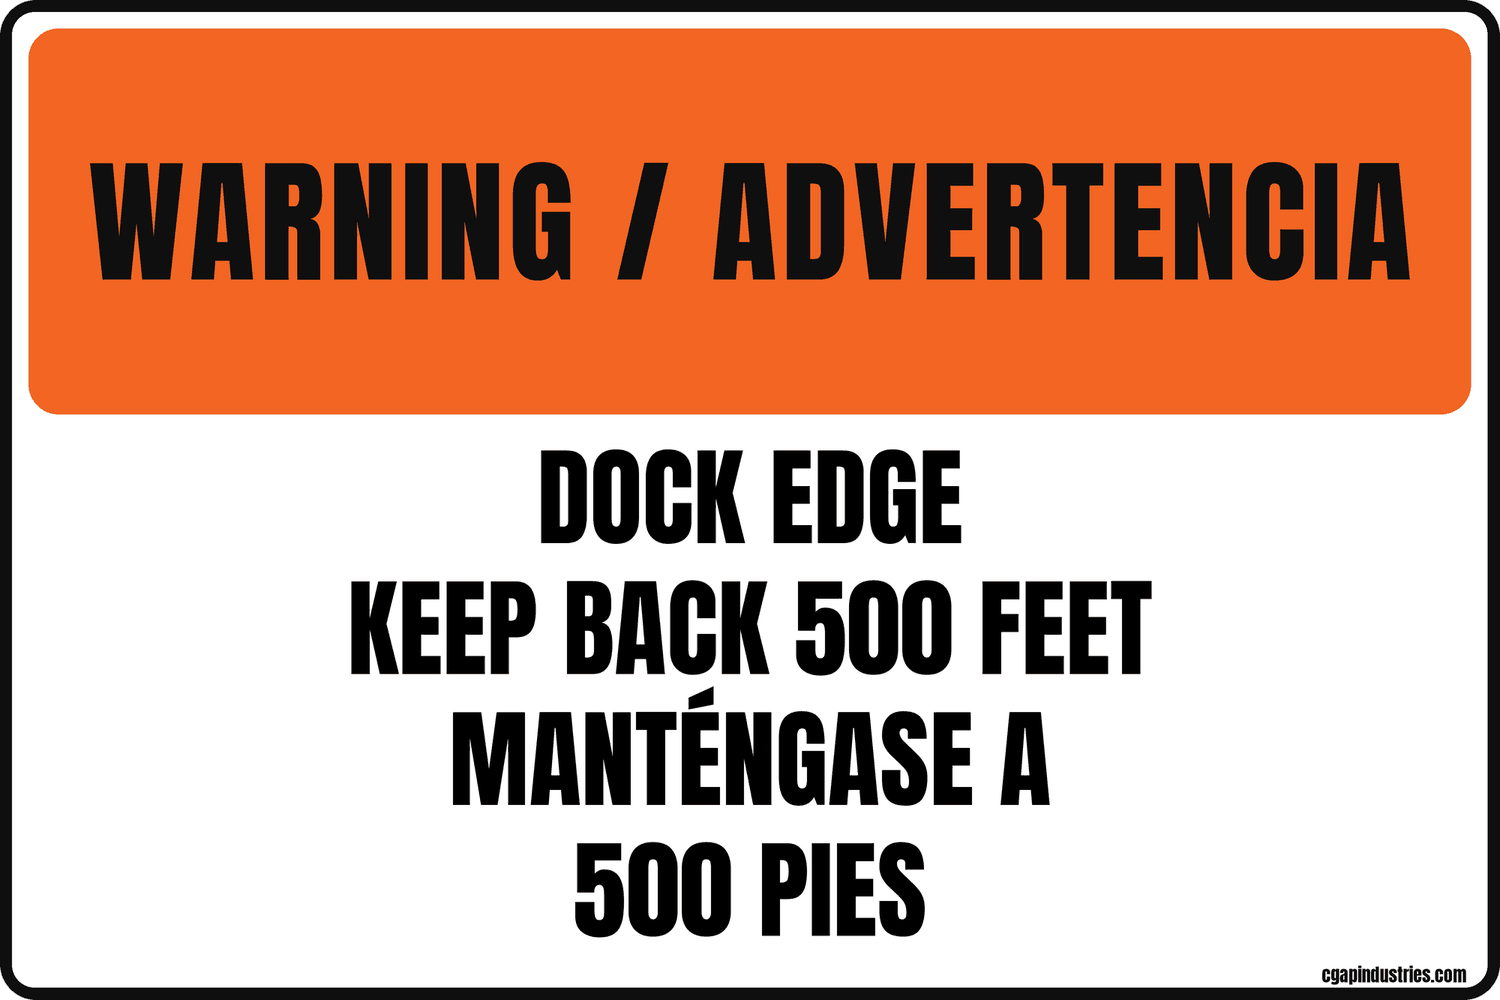 WARNING / ADVERTENCIA
DOCK EDGE
KEEP BACK 500 FEET
MANTÉNGASE A
500 PIES
cgapindustries.com